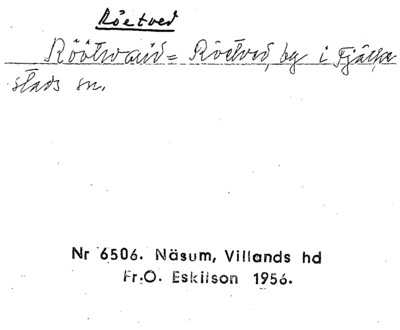 Röetved
Röötwaid = Röetved, by i Fjälke-
stads sn.
Nr 6506. Näsum, Villands hd
Fr.O. Eskilson 1956.